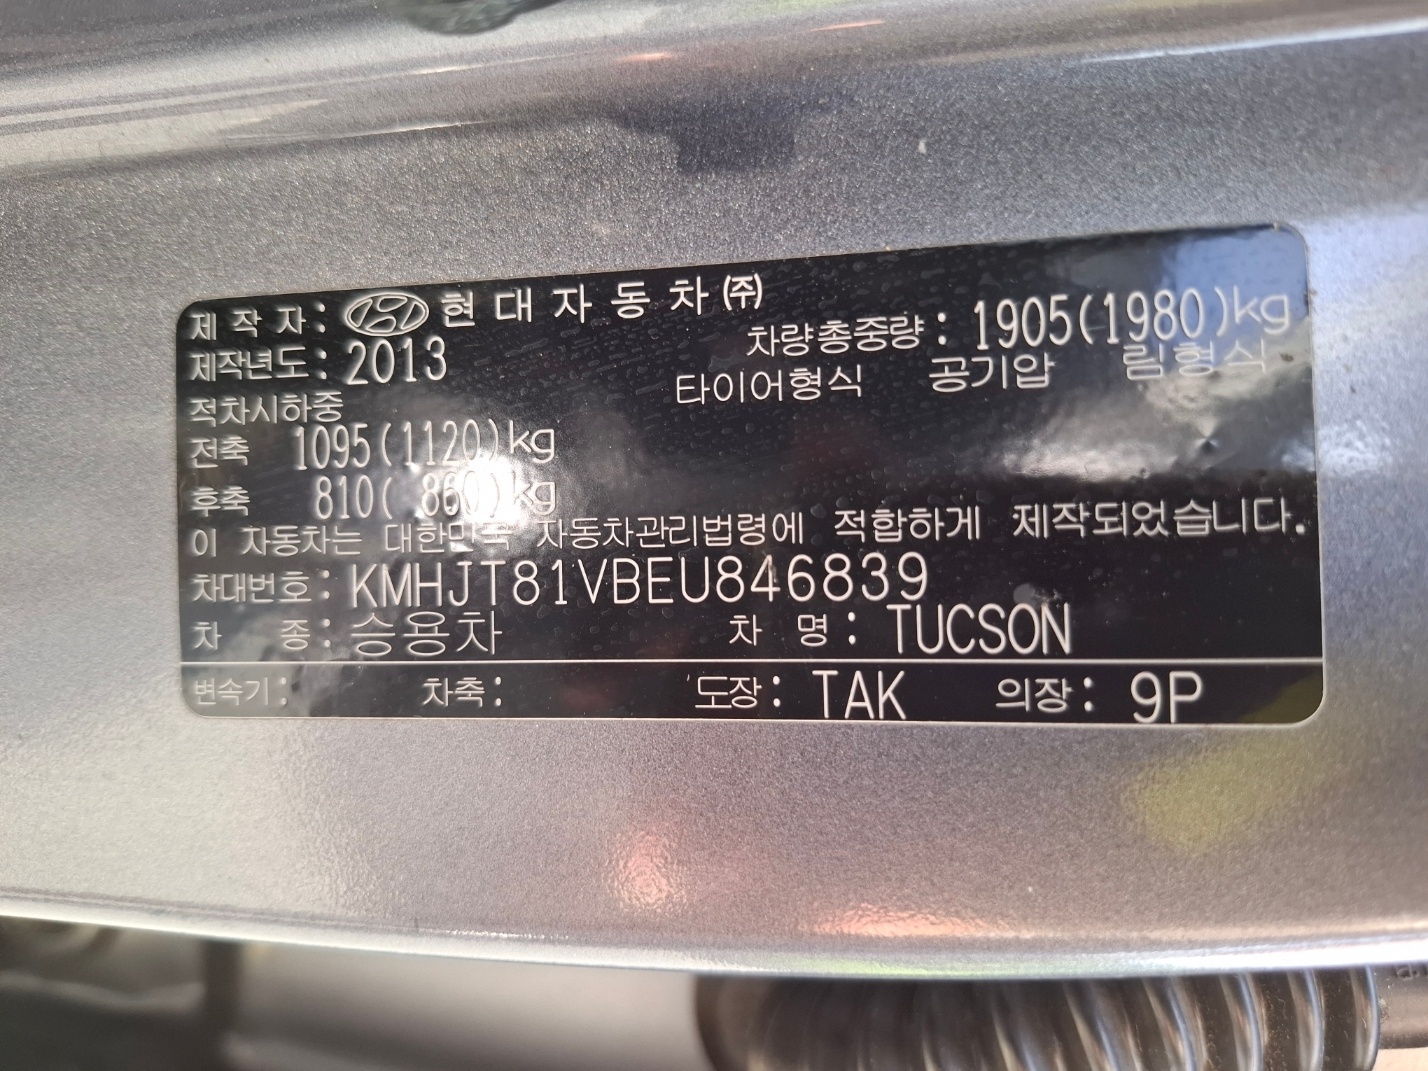 제작자: 현대자동차㈜
제작년도: 2013
차량총중량: 1905(1980)kg
적차시하중
타이어형식 공기압 림형식
전축 1095(1120)kg
후축 810( 860)kg
이 자동차는 대한민국 자동차관리법령에 적합하게 제작되었습니다.
차대번호: KMHJT81VBEU846839
차 종: 승용차 차 명: TUCSON
변속기: 차축: 도장: TAK 의장: 9P